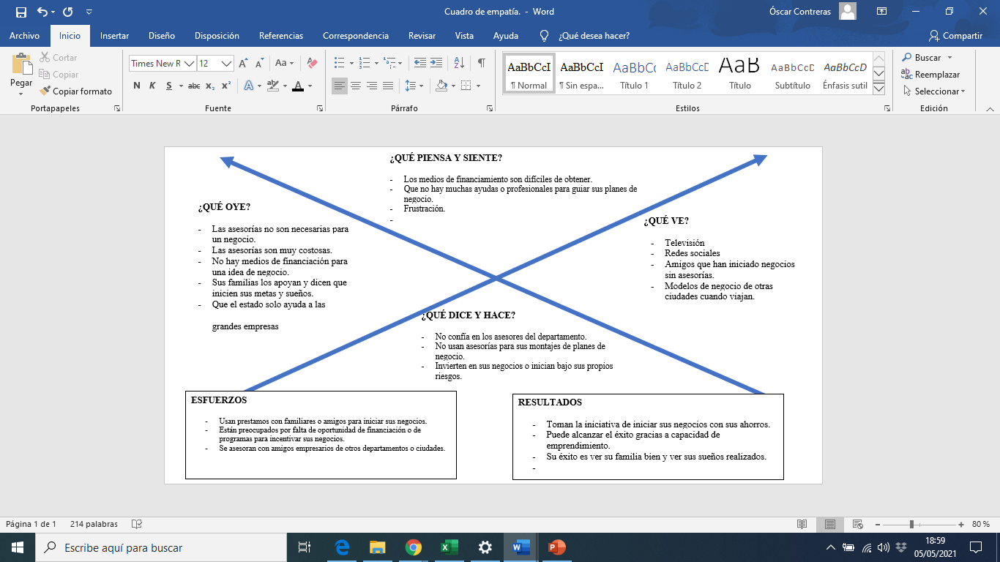 Cuadro de empatía. - Word
Óscar Contreras
Archivo Inicio Insertar Diseño Disposición Referencias Correspondencia Revisar Vista Ayuda ¿Qué desea hacer? Compartir
Pegar
Cortar
Copiar
Copiar formato
Portapapeles
Times New R 12
Aa
N K S abc x₂ x² A aby A
Fuente
Párrafo
AaBbCcI AaBbCcI AaBbCc AaBbCcD AaB AaBbCcD AaBbCcD
¶ Normal ¶ Sin espa... Título 1 Título 2 Título Subtítulo Énfasis sutil
Estilos
Buscar
Reemplazar
Seleccionar
Edición
¿QUÉ PIENSA Y SIENTE?
- Los medios de financiamiento son difíciles de obtener.
- Que no hay muchas ayudas o profesionales para guiar sus planes de
negocio.
- Frustración.
-
¿QUÉ OYE?
- Las asesorías no son necesarias para
un negocio.
- Las asesorías son muy costosas.
- No hay medios de financiación para
una idea de negocio.
- Sus familias los apoyan y dicen que
inicien sus metas y sueños.
- Que el estado solo ayuda a las
grandes empresas
¿QUÉ VE?
- Televisión
- Redes sociales
- Amigos que han iniciado negocios
sin asesorías.
- Modelos de negocio de otras
ciudades cuando viajan.
¿QUÉ DICE Y HACE?
- No confía en los asesores del departamento.
- No usan asesorías para sus montajes de planes de
negocio.
- Invierten en sus negocios o inician bajo sus propios
riesgos.
ESFUERZOS
- Usan prestamos con familiares o amigos para iniciar sus negocios.
- Están preocupados por falta de oportunidad de financiación o de
programas para incentivar sus negocios.
- Se asesoran con amigos empresarios de otros departamentos o ciudades.
RESULTADOS
- Toman la iniciativa de iniciar sus negocios con sus ahorros.
- Puede alcanzar el éxito gracias a capacidad de
emprendimiento.
- Su éxito es ver su familia bien y ver sus sueños realizados.
-
Página 1 de 1 214 palabras 80 %
Escribe aquí para buscar
18:59
05/05/2021